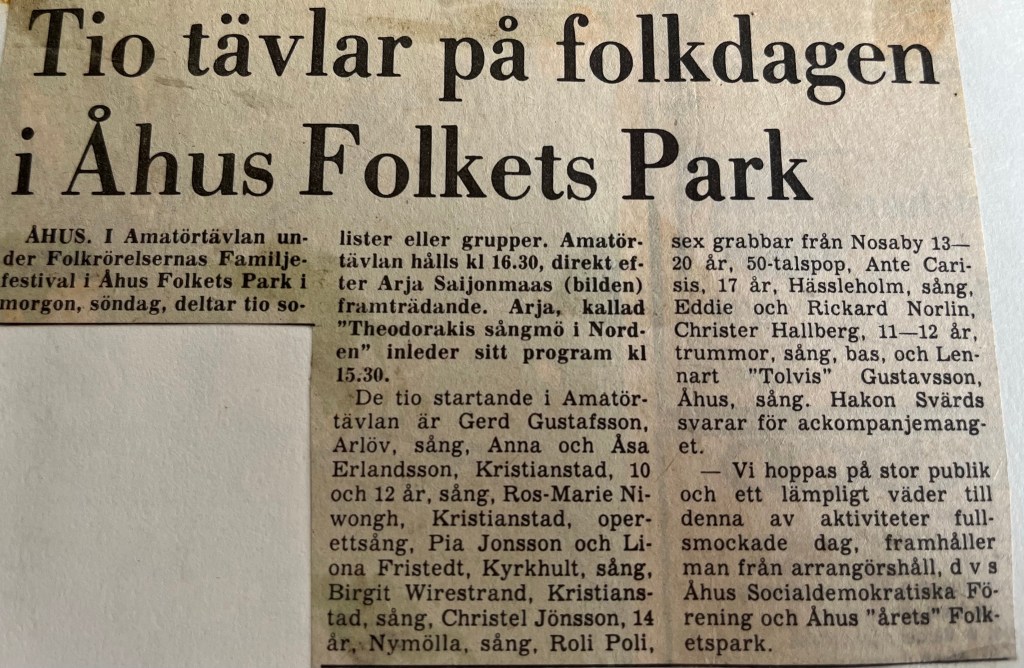 Tio tävlar på folkdagen
i Åhus Folkets Park
ÅHUS. I Amatörtävlan un-
der Folkrörelsernas Familje-
festival i Åhus Folkets Park i
morgon, söndag, deltar tio so-
lister eller grupper. Amatör-
tävlan hålls kl 16.30, direkt ef-
ter Arja Saijonmaas (bilden)
framträdande. Arja, kallad
"Theodorakis sångmö i Nord-
en" inleder sitt program kl
15.30.
De tio startande i Amatör-
tävlan är Gerd Gustafsson,
Arlöv, sång, Anna och Åsa
Erlandsson, Kristianstad, 10
och 12 år, sång, Ros-Marie Ni-
wongh, Kristianstad, oper-
ettsång, Pia Jonsson och Li-
ona Fristedt, Kyrkhult, sång,
Birgit Wirestrand, Kristians-
tad, sång, Christel Jönsson, 14
år, Nymölla, sång, Roli Poli,
sex grabbar från Nosaby 13—
20 år, 50-talspop, Ante Cari-
sis, 17 år, Hässleholm, sång,
Eddie och Rickard Norlin,
Christer Hallberg, 11—12 år,
trummor, sång, bas, och Len-
nart "Tolvis" Gustavsson,
Åhus, sång. Hakon Svärds
svarar för ackompanjemang-
et.
— Vi hoppas på stor publik
och ett lämpligt väder till
denna av aktiviteter full-
smockade dag, framhåller
man från arrangörshåll, d v s
Åhus Socialdemokratiska Fö-
rening och Åhus "årets" Folk-
etspark.